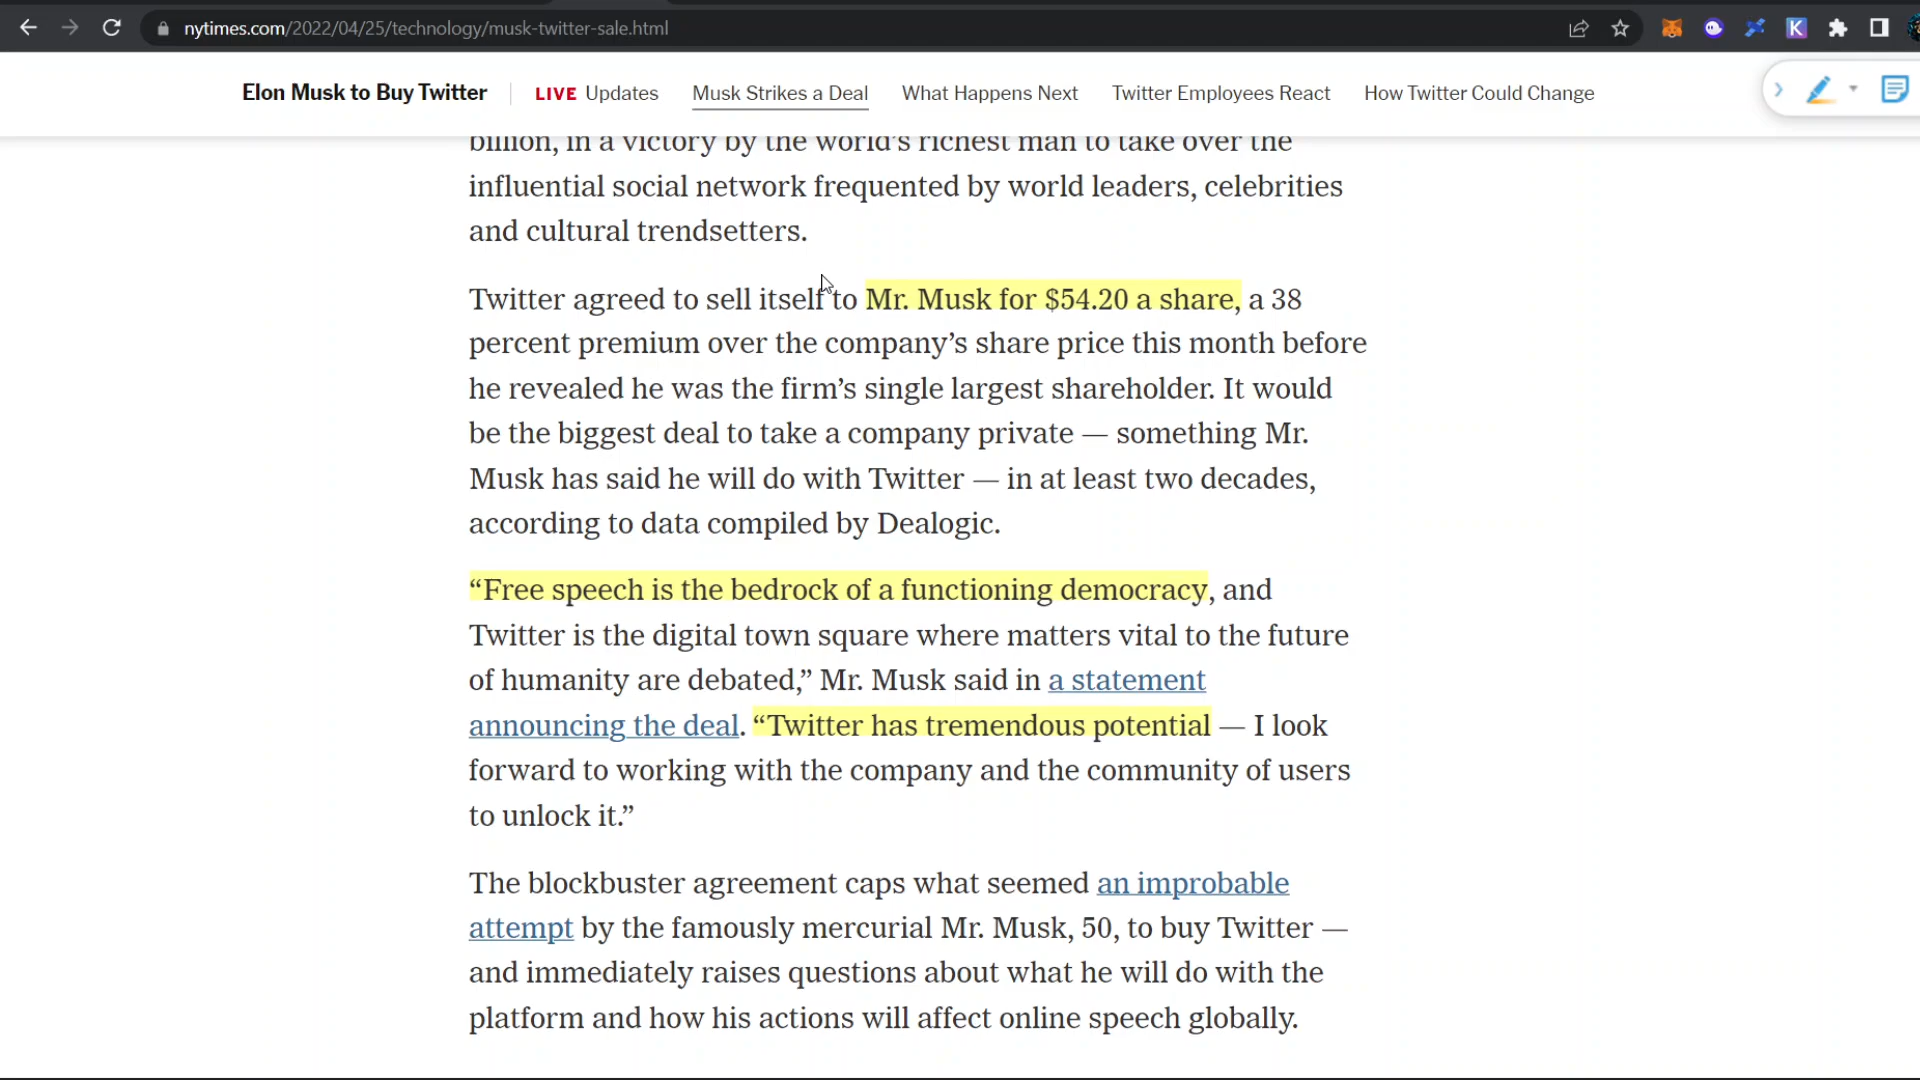 nytimes.com/2022/04/25/technology/musk-twitter-sale.html
K
Elon Musk to Buy Twitter LIVE Updates Musk Strikes a Deal What Happens Next Twitter Employees React How Twitter Could Change
billion, in a victory by the world’s richest man to take over the
influential social network frequented by world leaders, celebrities
and cultural trendsetters.
Twitter agreed to sell itself to Mr. Musk for $54.20 a share, a 38
percent premium over the company’s share price this month before
he revealed he was the firm’s single largest shareholder. It would
be the biggest deal to take a company private — something Mr.
Musk has said he will do with Twitter — in at least two decades,
according to data compiled by Dealogic.
“Free speech is the bedrock of a functioning democracy, and
Twitter is the digital town square where matters vital to the future
of humanity are debated,” Mr. Musk said in a statement
announcing the deal. “Twitter has tremendous potential — I look
forward to working with the company and the community of users
to unlock it.”
The blockbuster agreement caps what seemed an improbable
attempt by the famously mercurial Mr. Musk, 50, to buy Twitter —
and immediately raises questions about what he will do with the
platform and how his actions will affect online speech globally.